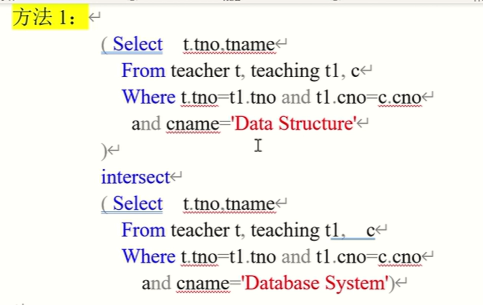 方法 1：
( Select t.tno,tname
From teacher t, teaching t1, c
Where t.tno=t1.tno and t1.cno=c.cno
and cname='Data Structure'
)
intersect
( Select t.tno,tname
From teacher t, teaching t1, c
Where t.tno=t1.tno and t1.cno=c.cno
and cname='Database System')